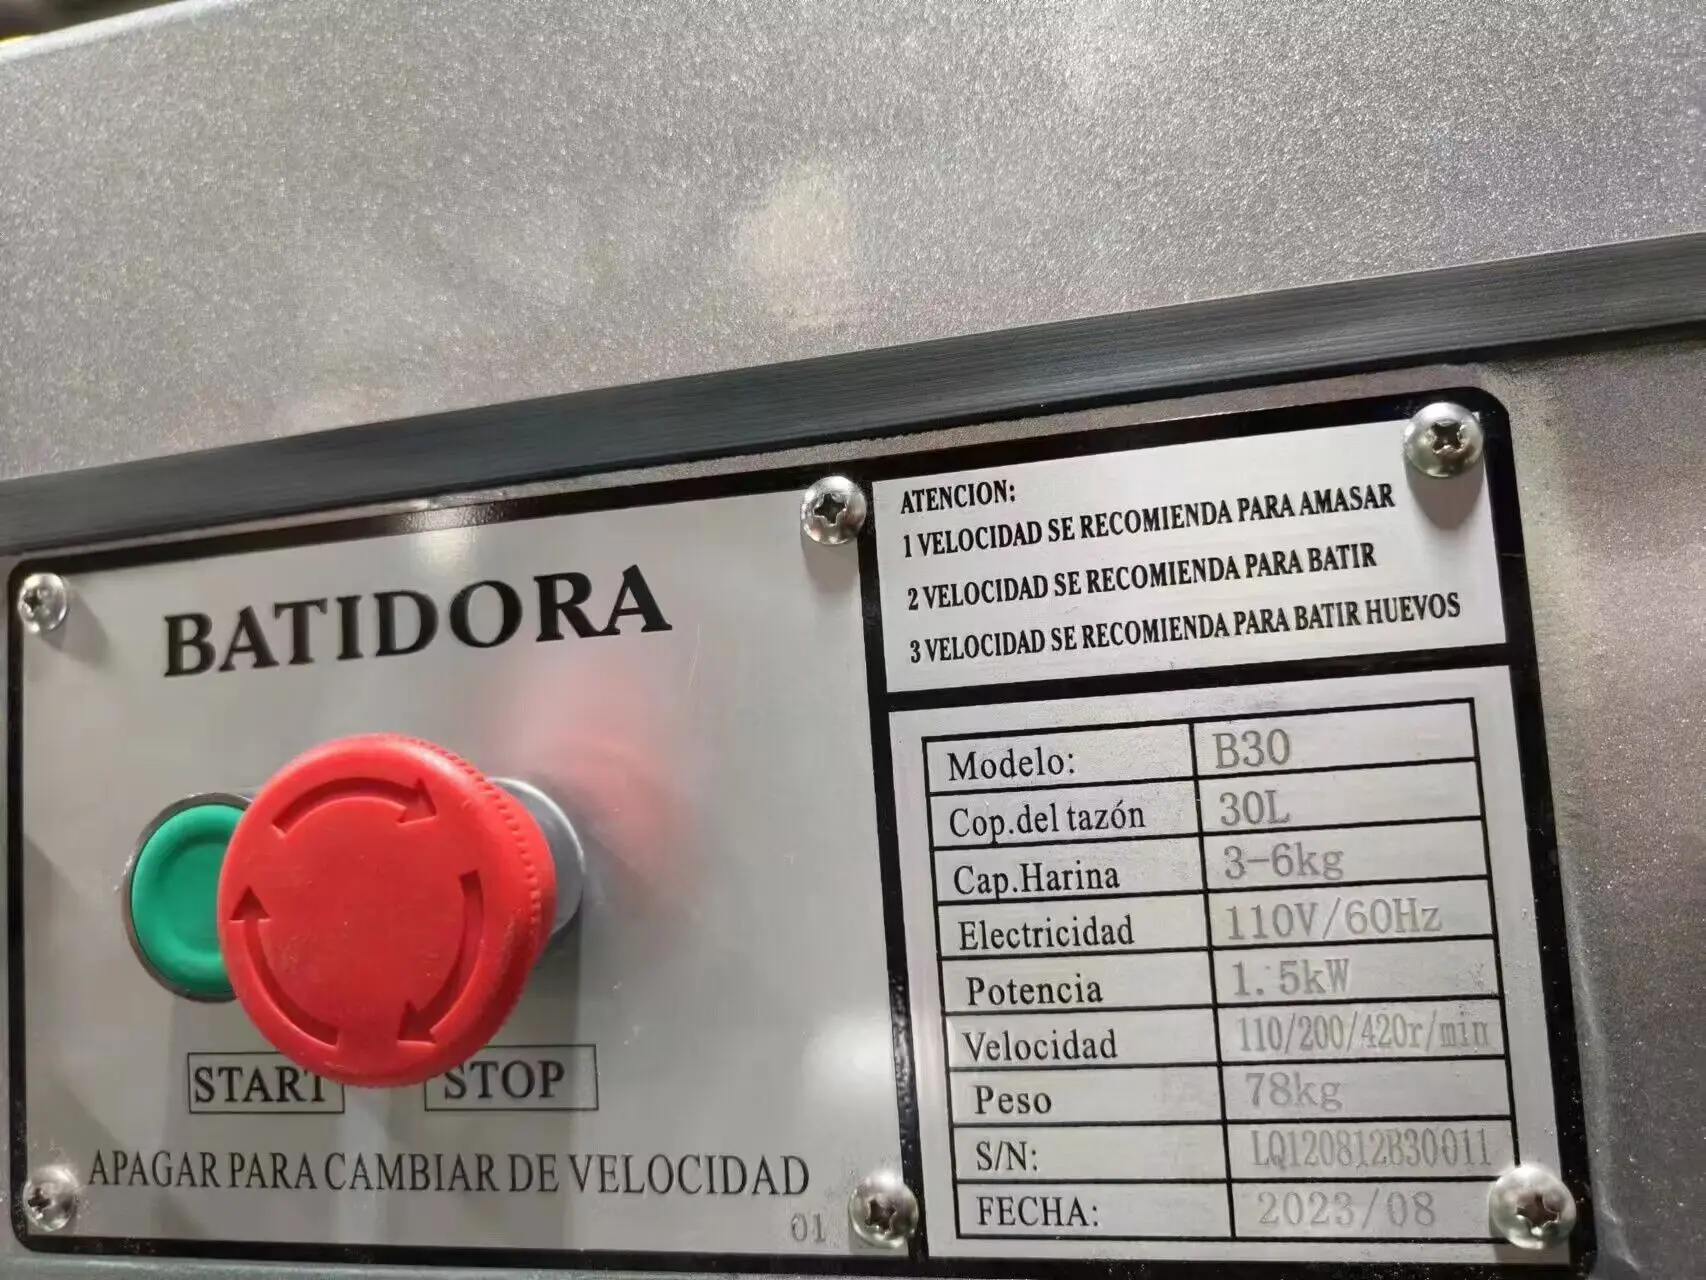 BATIDORA
START
STOP
APAGAR PARA CAMBIAR DE VELOCIDAD
01
ATENCION:
1 VELOCIDAD SE RECOMIENDA PARA AMASAR
2 VELOCIDAD SE RECOMIENDA PARA BATIR
3 VELOCIDAD SE RECOMIENDA PARA BATIR HUEVOS
Modelo: B30
Cop.del tazón 30L
Cap.Harina 3-6kg
Electricidad 110V/60Hz
Potencia 1.5kW
Velocidad 110/200/420r/min
Peso 78kg
S/N: LQ120812B30011
FECHA: 2023/08